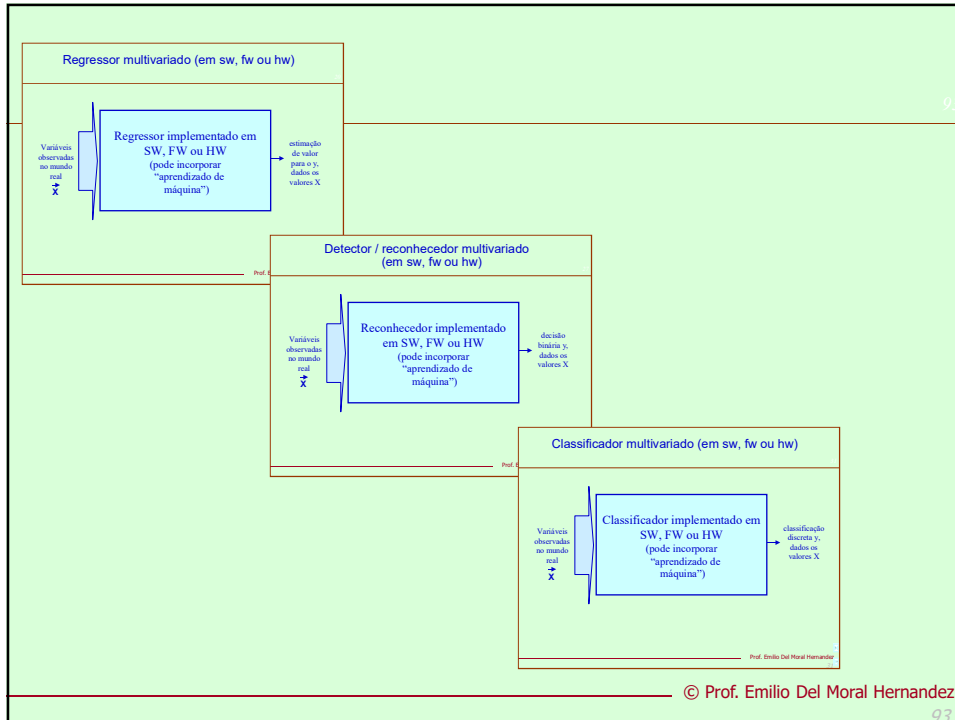 Regressor multivariado (em sw, fw ou hw)
Variáveis
observadas
no mundo
real
X
Regressor implementado em
SW, FW ou HW
(pode incorporar
“aprendizado de
máquina”)
estimação
de valor
para o y,
dados os
valores X
Prof. E
Detector / reconhecedor multivariado
(em sw, fw ou hw)
Variáveis
observadas
no mundo
real
X
Reconhecedor implementado
em SW, FW ou HW
(pode incorporar
“aprendizado de
máquina”)
decisão
binária y,
dados os
valores X
Prof. E
Classificador multivariado (em sw, fw ou hw)
Variáveis
observadas
no mundo
real
X
Classificador implementado em
SW, FW ou HW
(pode incorporar
“aprendizado de
máquina”)
classificação
discreta y,
dados os
valores X
Prof. Emilio Del Moral Hernandez
© Prof. Emilio Del Moral Hernandez
93